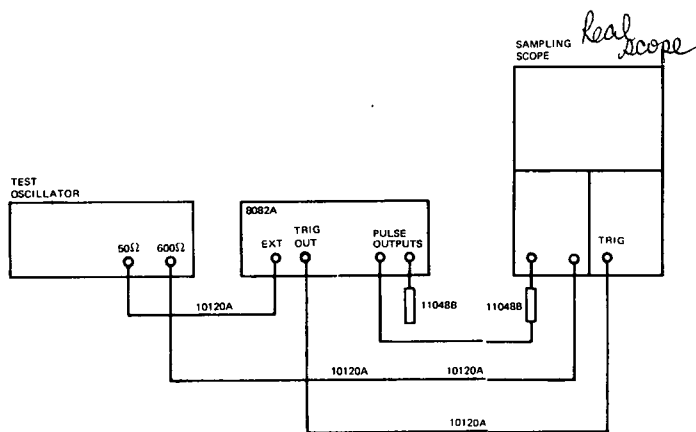 Real
scope
SAMPLING
SCOPE
TEST
OSCILLATOR
50Ω 600Ω
8082A
EXT
TRIG
OUT
PULSE
OUTPUTS
TRIG
10120A
11048B
11048B
10120A
10120A
10120A